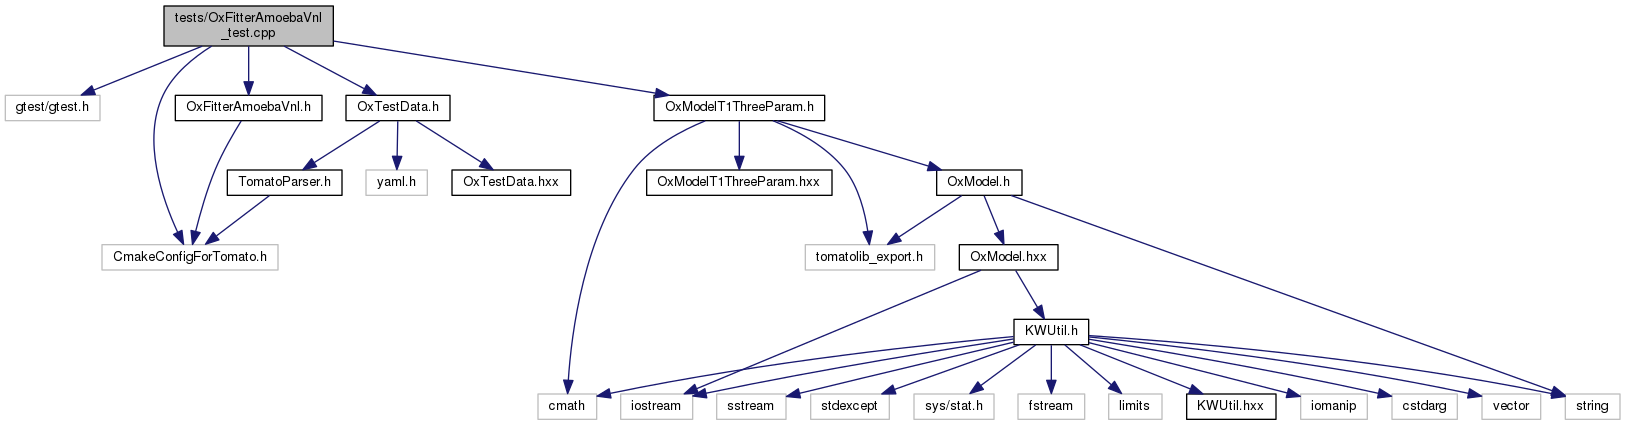 tests/OxFitterAmoebaVnl
_test.cpp
gtest/gtest.h
OxFitterAmoebaVnl.h
OxTestData.h
OxModelT1ThreeParam.h
TomatoParser.h
yaml.h
OxTestData.hxx
OxModelT1ThreeParam.hxx
OxModel.h
CmakeConfigForTomato.h
tomatolib_export.h
OxModel.hxx
KWUtil.h
cmath
iostream
sstream
stdexcept
sys/stat.h
fstream
limits
KWUtil.hxx
iomanip
cstdarg
vector
string